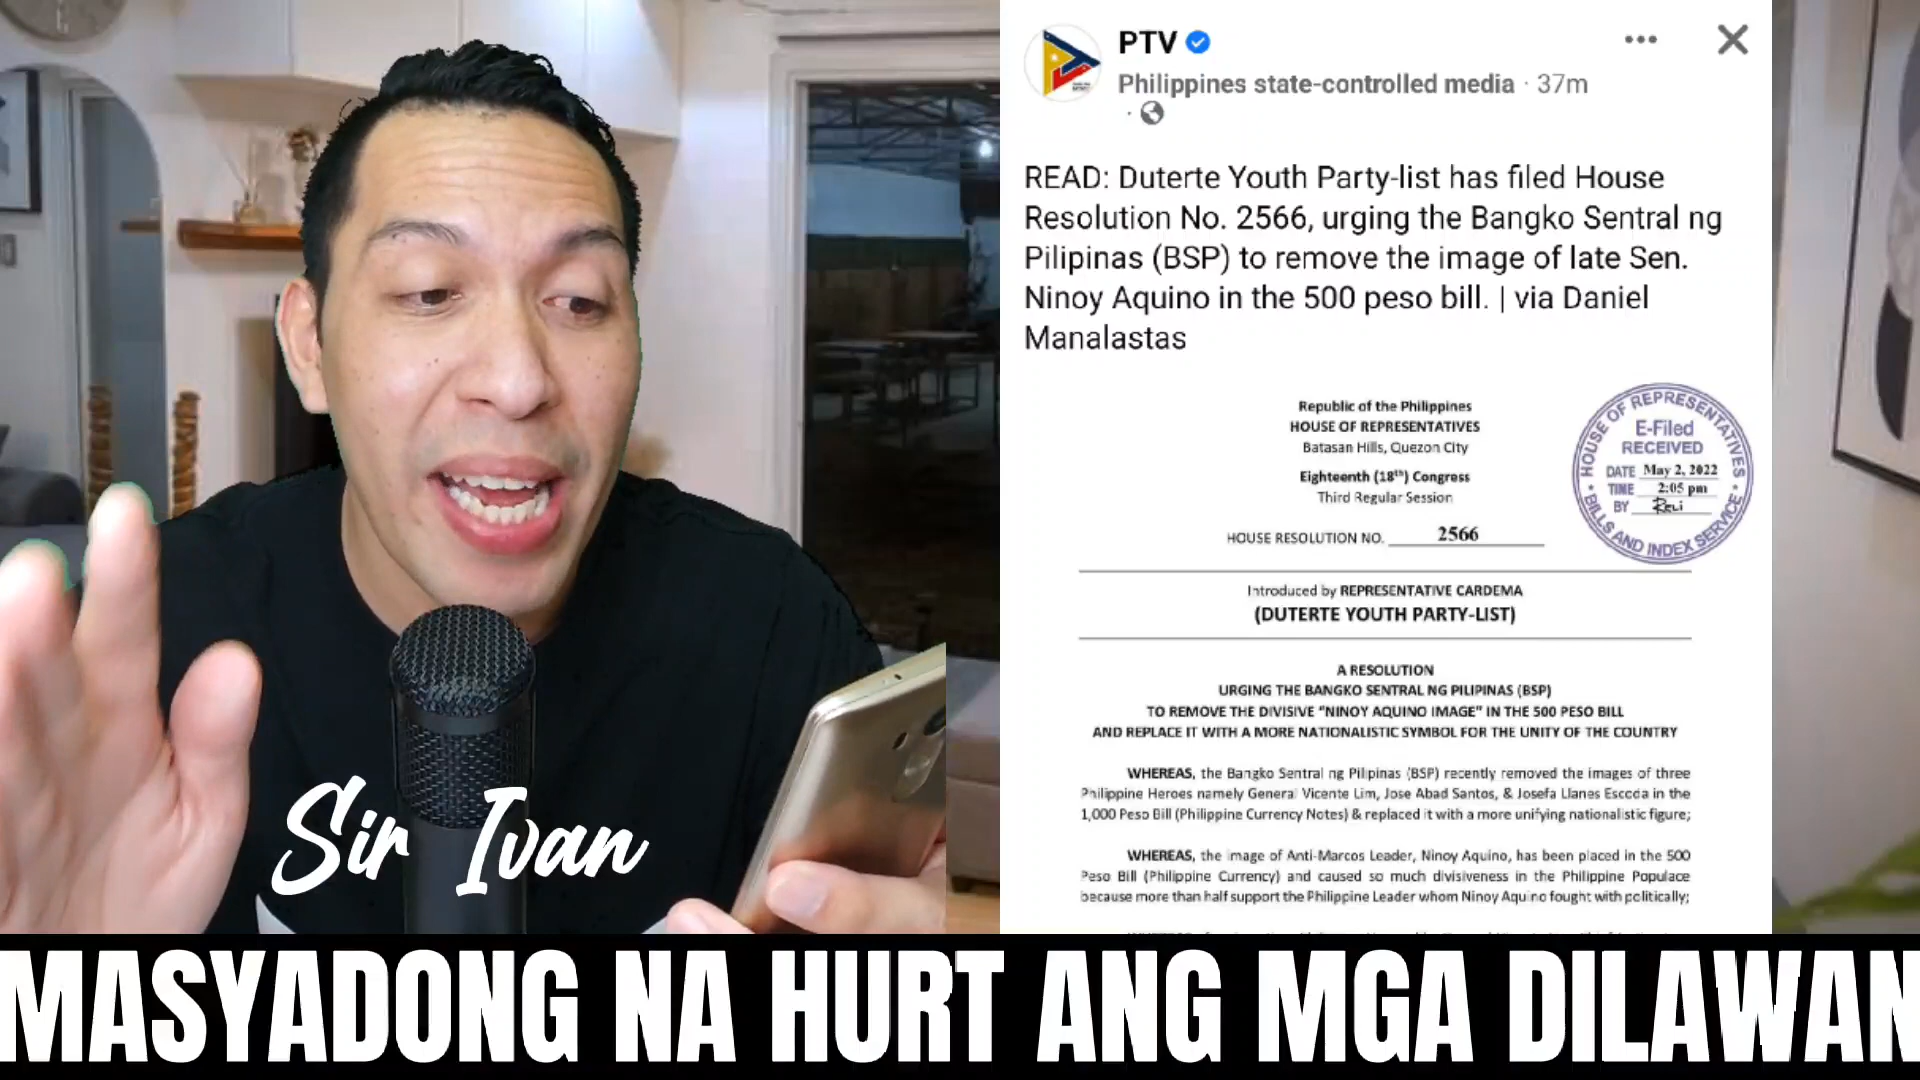 PTV
Philippines state-controlled media · 37m
READ: Duterte Youth Party-list has filed House
Resolution No. 2566, urging the Bangko Sentral ng
Pilipinas (BSP) to remove the image of late Sen.
Ninoy Aquino in the 500 peso bill. | via Daniel
Manalastas
Republic of the Philippines
HOUSE OF REPRESENTATIVES
Batasan Hills, Quezon City
Eighteenth (18th) Congress
Third Regular Session
HOUSE RESOLUTION NO. 2566
HOUSE OF REPRESENTATIVES
E-Filed
RECEIVED
DATE May 2, 2022
TIME 2:05 pm
BY
BILLS AND INDEX SERVICE
Introduced by REPRESENTATIVE CARDEMA
(DUTERTE YOUTH PARTY-LIST)
A RESOLUTION
URGING THE BANGKO SENTRAL NG PILIPINAS (BSP)
TO REMOVE THE DIVISIVE “NINOY AQUINO IMAGE” IN THE 500 PESO BILL
AND REPLACE IT WITH A MORE NATIONALISTIC SYMBOL FOR THE UNITY OF THE COUNTRY
WHEREAS, the Bangko Sentral ng Pilipinas (BSP) recently removed the images of three
Philippine Heroes namely General Vicente Lim, Jose Abad Santos, & Josefa Llanes Escoda in the
1,000 Peso Bill (Philippine Currency Notes) & replaced it with a more unifying nationalistic figure;
WHEREAS, the image of Anti-Marcos Leader, Ninoy Aquino, has been placed in the 500
Peso Bill (Philippine Currency) and caused so much divisiveness in the Philippine Populace
because more than half support the Philippine Leader whom Ninoy Aquino fought with politically;
Sir Ivan
MASYADONG NA HURT ANG MGA DILAWAN